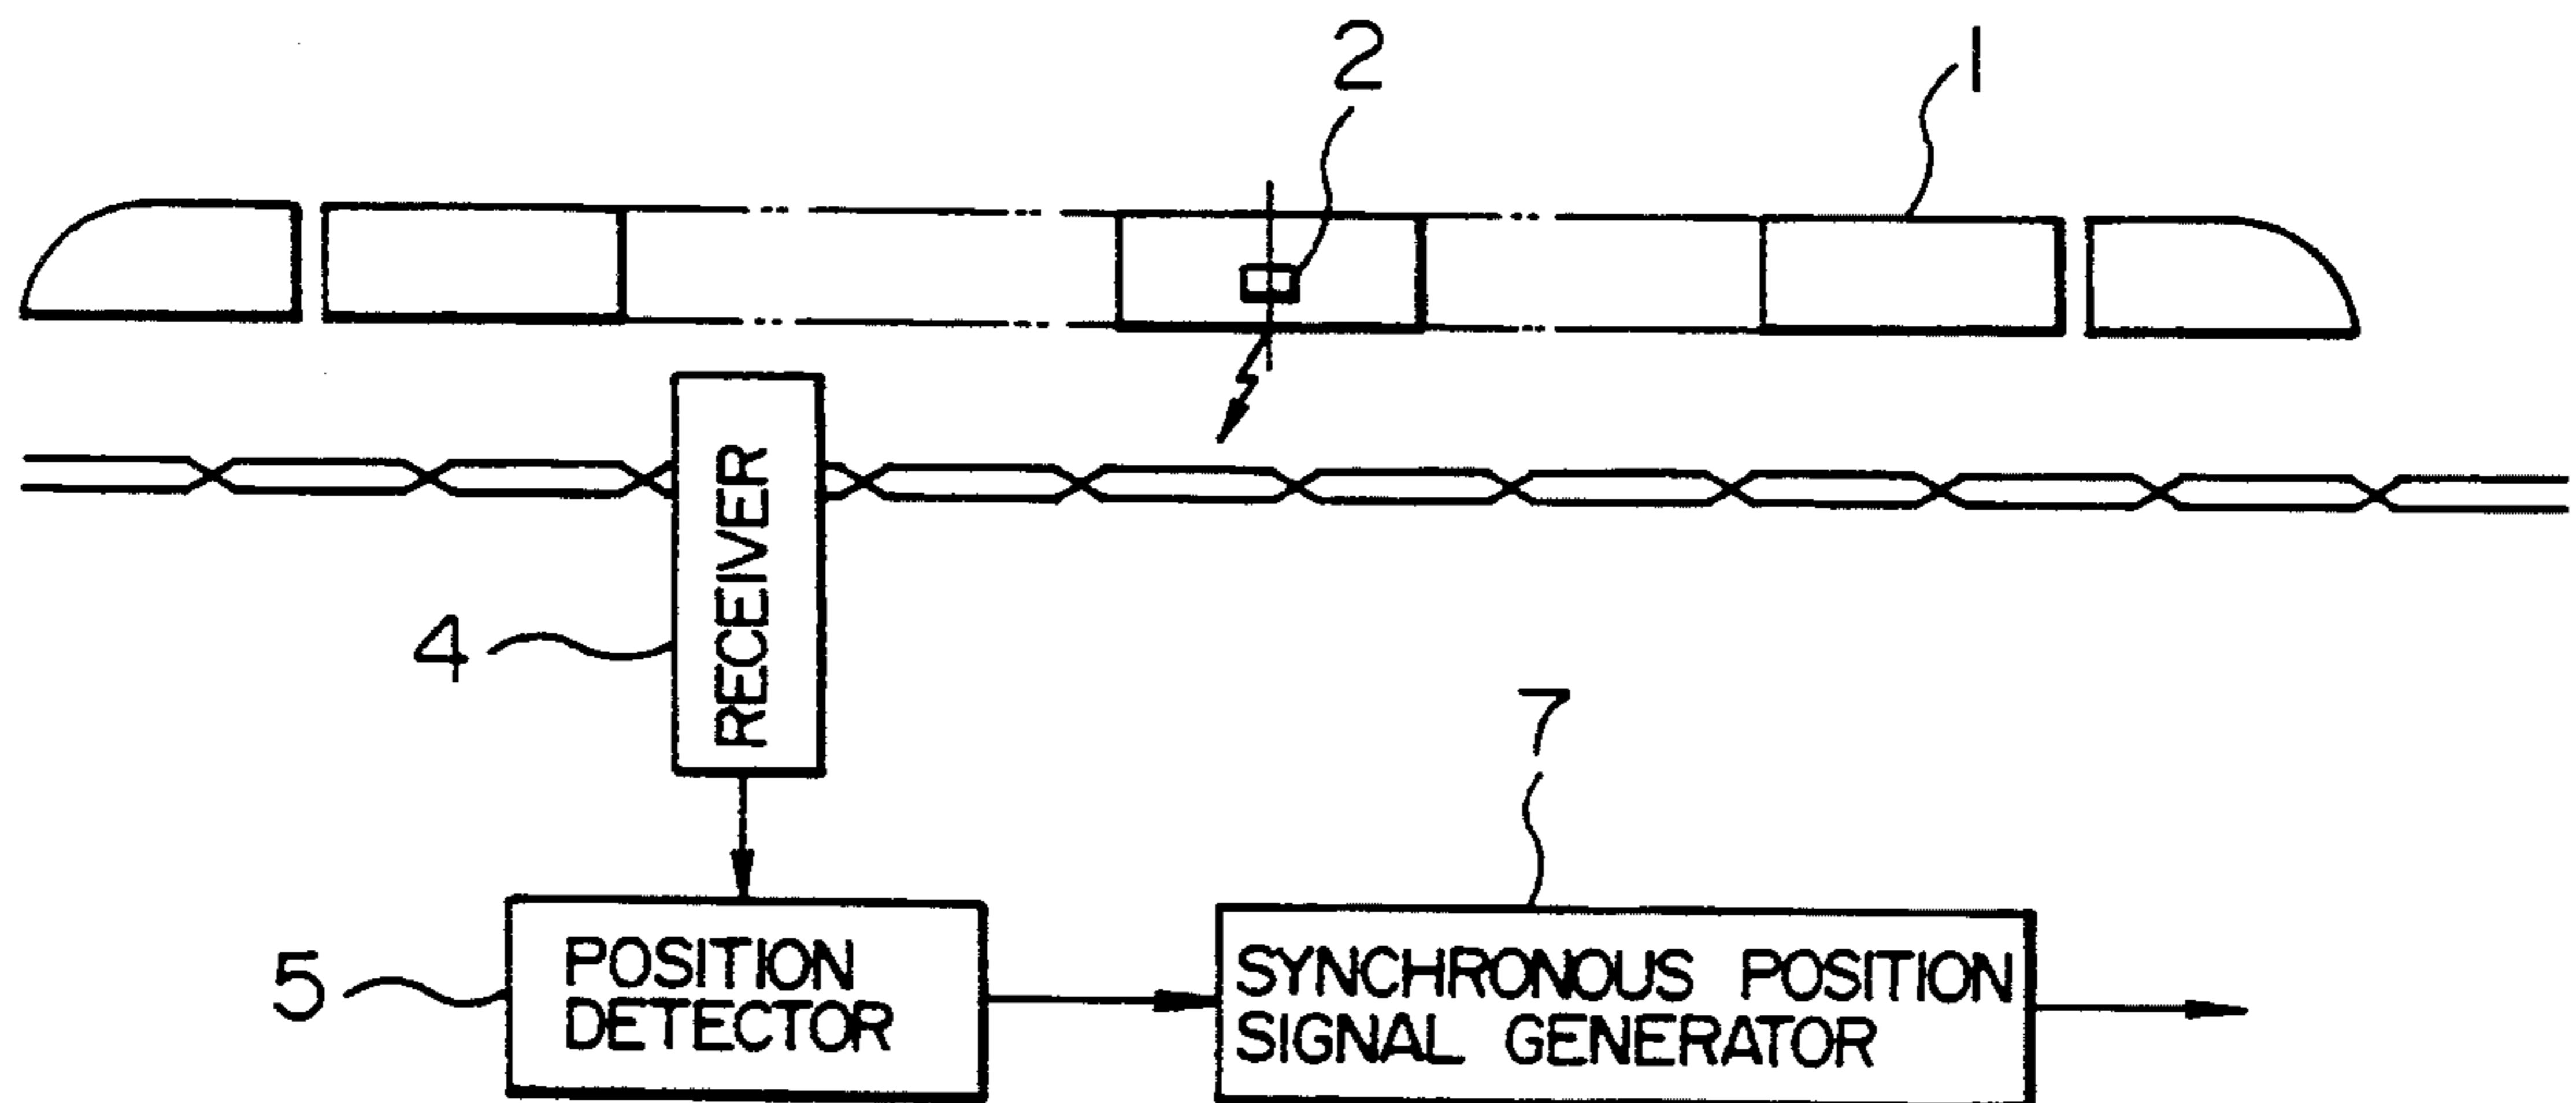 2
1
RECEIVER
4
7
5
POSITION
DETECTOR
SYNCHRONOUS POSITION
SIGNAL GENERATOR